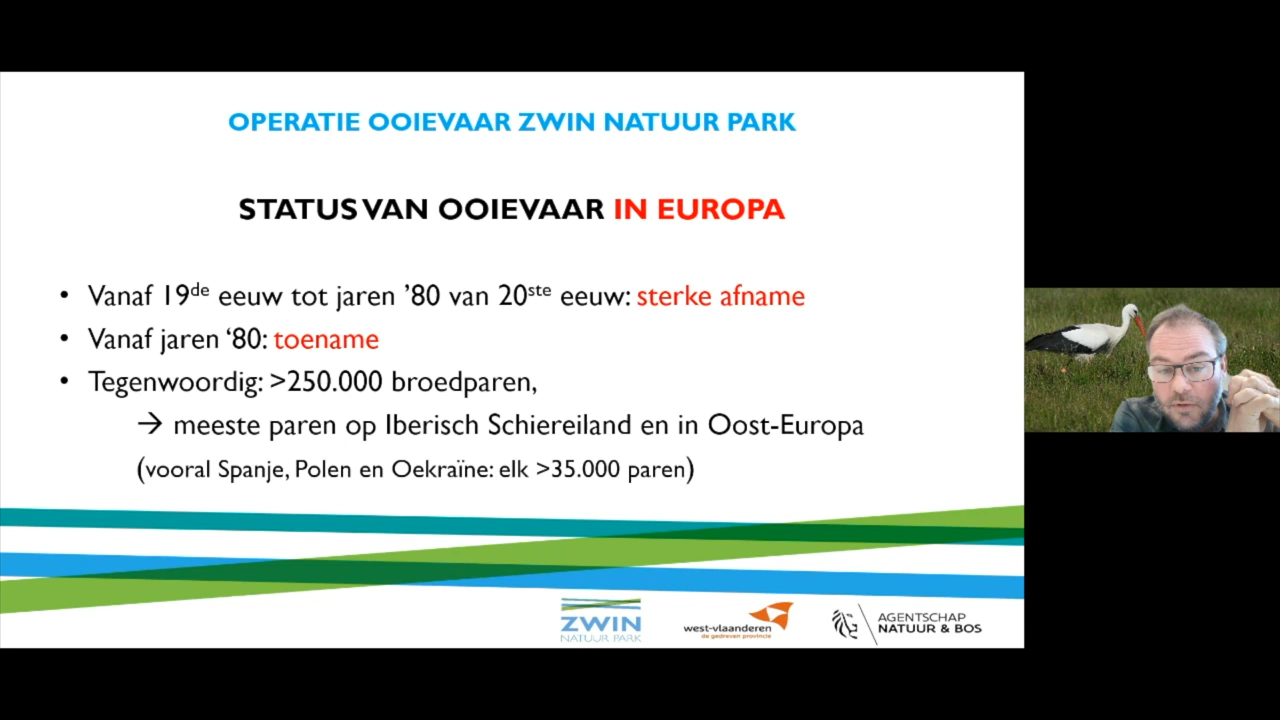 OPERATIE OOIEVAAR ZWIN NATUUR PARK
STATUS VAN OOIEVAAR IN EUROPA
• Vanaf 19de eeuw tot jaren ’80 van 20ste eeuw: sterke afname
• Vanaf jaren ‘80: toename
• Tegenwoordig: >250.000 broedparen,
→ meeste paren op Iberisch Schiereiland en in Oost-Europa
(vooral Spanje, Polen en Oekraïne: elk >35.000 paren)
ZWIN
NATUUR PARK
west-vlaanderen
de gedreven provincie
AGENTSCHAP
NATUUR & BOS